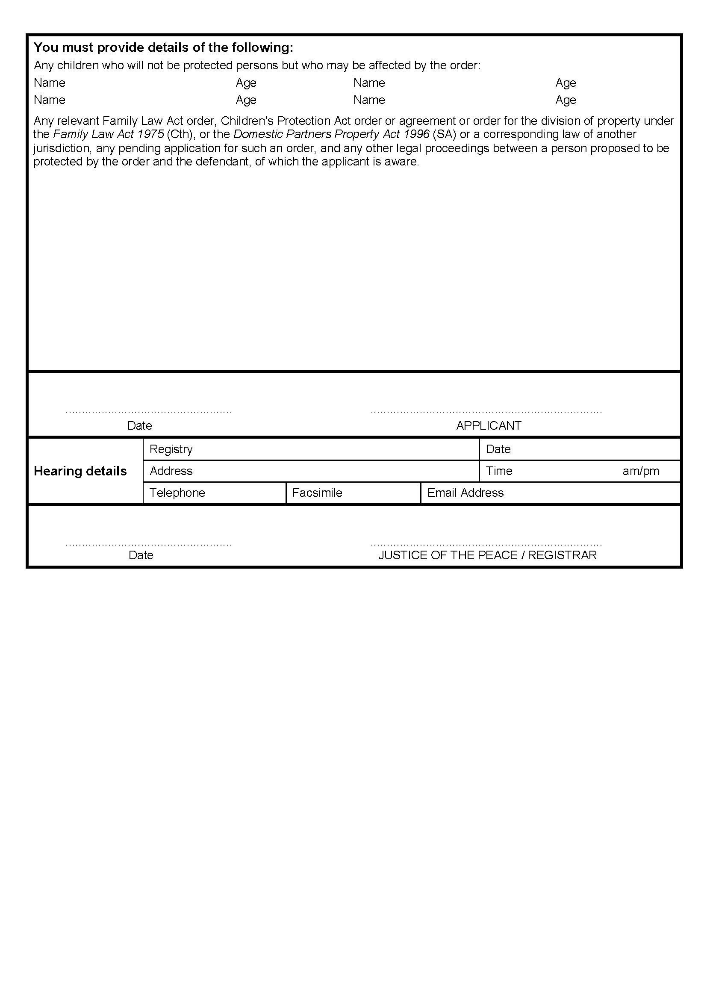 You must provide details of the following:
Any children who will not be protected persons but who may be affected by the order:
Name Age Name Age
Name Age Name Age
Any relevant Family Law Act order, Children’s Protection Act order or agreement or order for the division of property under
the Family Law Act 1975 (Cth), or the Domestic Partners Property Act 1996 (SA) or a corresponding law of another
jurisdiction, any pending application for such an order, and any other legal proceedings between a person proposed to be
protected by the order and the defendant, of which the applicant is aware.
................................................... .......................................................................
Date APPLICANT
Registry Date
Hearing details Address Time am/pm
Telephone Facsimile Email Address
................................................... .......................................................................
Date JUSTICE OF THE PEACE / REGISTRAR